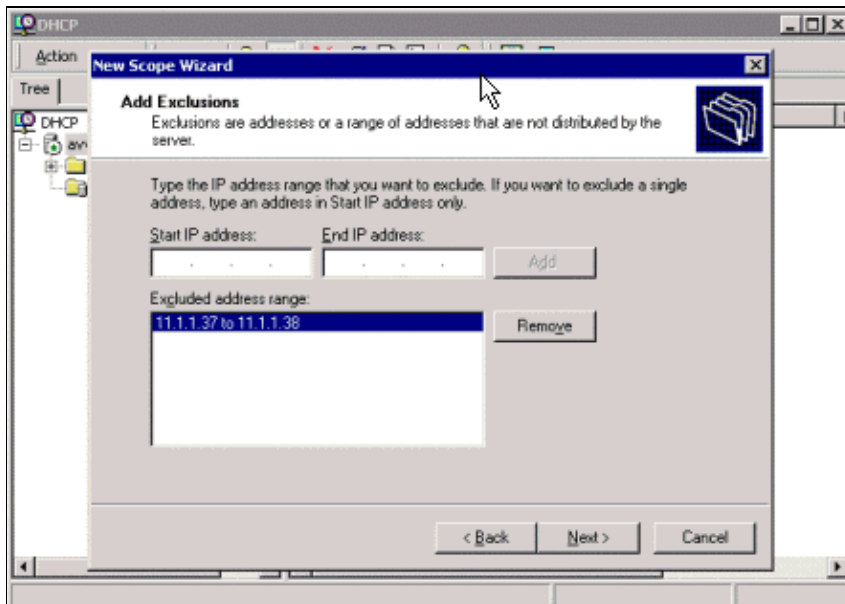 DHCP
Action
New Scope Wizard
Tree
DHCP
Add Exclusions
Exclusions are addresses or a range of addresses that are not distributed by the
server.
Type the IP address range that you want to exclude. If you want to exclude a single
address, type an address in Start IP address only.
Start IP address: End IP address:
Add
Excluded address range:
11.1.1.37 to 11.1.1.38
Remove
< Back Next > Cancel